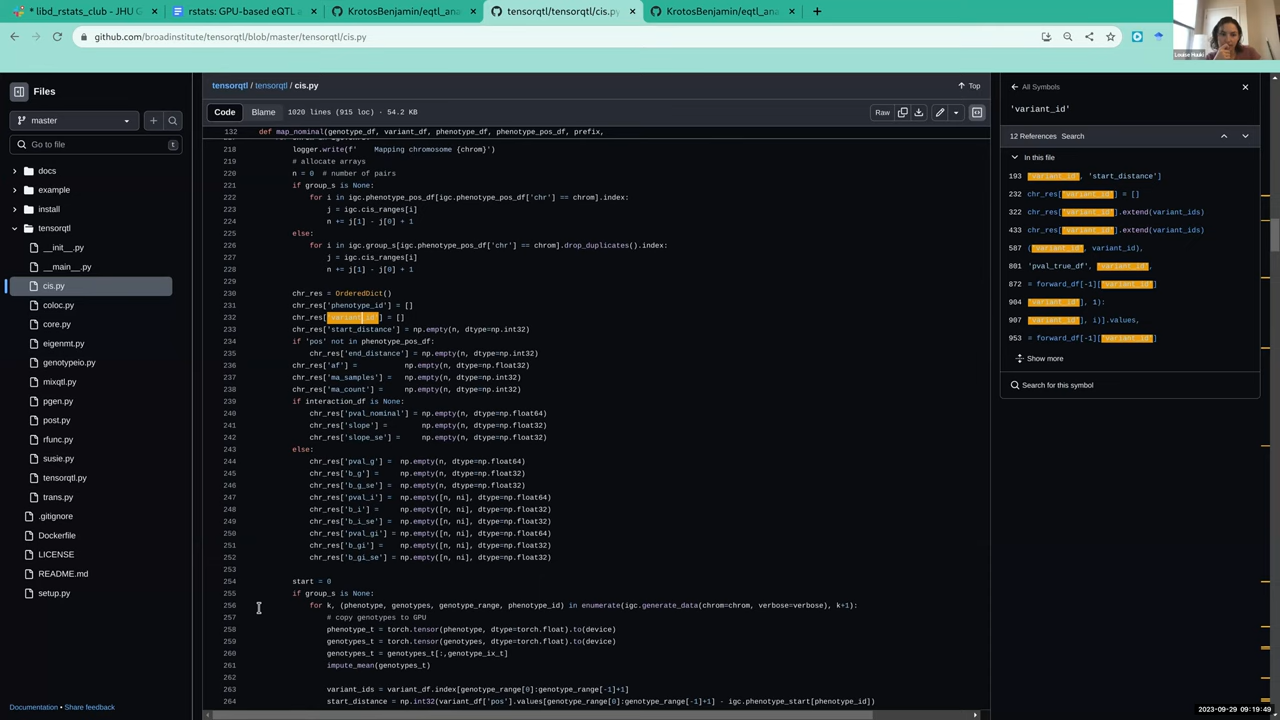 * libd_rstats_club - JHU G
rstats: GPU-based eQTL a
KrotosBenjamin/eqtl_ana
tensorqtl/tensorqtl/cis.py
KrotosBenjamin/eqtl_ana
github.com/broadinstitute/tensorqtl/blob/master/tensorqtl/cis.py
Louise Huuki
Files
master
Go to file
t
docs
example
install
tensorqtl
__init__.py
__main__.py
cis.py
coloc.py
core.py
eigenmt.py
genotypeio.py
mixqtl.py
pgen.py
post.py
rfunc.py
susie.py
tensorqtl.py
trans.py
.gitignore
Dockerfile
LICENSE
README.md
setup.py
Documentation • Share feedback
tensorqtl / tensorqtl / cis.py
Top
Code Blame 1020 lines (915 loc) · 54.2 KB
Raw
132 def map_nominal(genotype_df, variant_df, phenotype_df, phenotype_pos_df, prefix,
218 logger.write(f'    Mapping chromosome {chrom}')
219 # allocate arrays
220 n = 0  # number of pairs
221 if group_s is None:
222 for i in igc.phenotype_pos_df[igc.phenotype_pos_df['chr'] == chrom].index:
223 j = igc.cis_ranges[i]
224 n += j[1] - j[0] + 1
225 else:
226 for i in igc.group_s[igc.phenotype_pos_df['chr'] == chrom].drop_duplicates().index:
227 j = igc.cis_ranges[i]
228 n += j[1] - j[0] + 1
229
230 chr_res = OrderedDict()
231 chr_res['phenotype_id'] = []
232 chr_res['variant_id'] = []
233 chr_res['start_distance'] = np.empty(n, dtype=np.int32)
234 if 'pos' not in phenotype_pos_df:
235 chr_res['end_distance'] = np.empty(n, dtype=np.int32)
236 chr_res['af'] = np.empty(n, dtype=np.float32)
237 chr_res['ma_samples'] = np.empty(n, dtype=np.int32)
238 chr_res['ma_count'] = np.empty(n, dtype=np.int32)
239 if interaction_df is None:
240 chr_res['pval_nominal'] = np.empty(n, dtype=np.float64)
241 chr_res['slope'] = np.empty(n, dtype=np.float32)
242 chr_res['slope_se'] = np.empty(n, dtype=np.float32)
243 else:
244 chr_res['pval_g'] = np.empty(n, dtype=np.float64)
245 chr_res['b_g'] = np.empty(n, dtype=np.float32)
246 chr_res['b_g_se'] = np.empty(n, dtype=np.float32)
247 chr_res['pval_i'] = np.empty([n, ni], dtype=np.float64)
248 chr_res['b_i'] = np.empty([n, ni], dtype=np.float32)
249 chr_res['b_i_se'] = np.empty([n, ni], dtype=np.float32)
250 chr_res['pval_gi'] = np.empty([n, ni], dtype=np.float64)
251 chr_res['b_gi'] = np.empty([n, ni], dtype=np.float32)
252 chr_res['b_gi_se'] = np.empty([n, ni], dtype=np.float32)
253
254 start = 0
255 if group_s is None:
256 for k, (phenotype, genotypes, genotype_range, phenotype_id) in enumerate(igc.generate_data(chrom=chrom, verbose=verbose), k+1):
257 # copy genotypes to GPU
258 phenotype_t = torch.tensor(phenotype, dtype=torch.float).to(device)
259 genotypes_t = torch.tensor(genotypes, dtype=torch.float).to(device)
260 genotypes_t = genotypes_t[:,genotype_ix_t]
261 impute_mean(genotypes_t)
262
263 variant_ids = variant_df.index[genotype_range[0]:genotype_range[-1]+1]
264 start_distance = np.int32(variant_df['pos'].values[genotype_range[0]:genotype_range[-1]+1] - igc.phenotype_start[phenotype_id])
All Symbols
'variant_id'
12 References Search
In this file
193 'variant_id', 'start_distance']
232 chr_res['variant_id'] = []
322 chr_res['variant_id'].extend(variant_ids)
433 chr_res['variant_id'].extend(variant_ids)
587 ('variant_id', variant_id),
801 'pval_true_df', 'variant_id',
872 = forward_df[-1]['variant_id']
904 'variant_id'], 1):
907 'variant_id'], i)].values,
953 = forward_df[-1]['variant_id']
Show more
Search for this symbol
2023-09-29 09:19:49